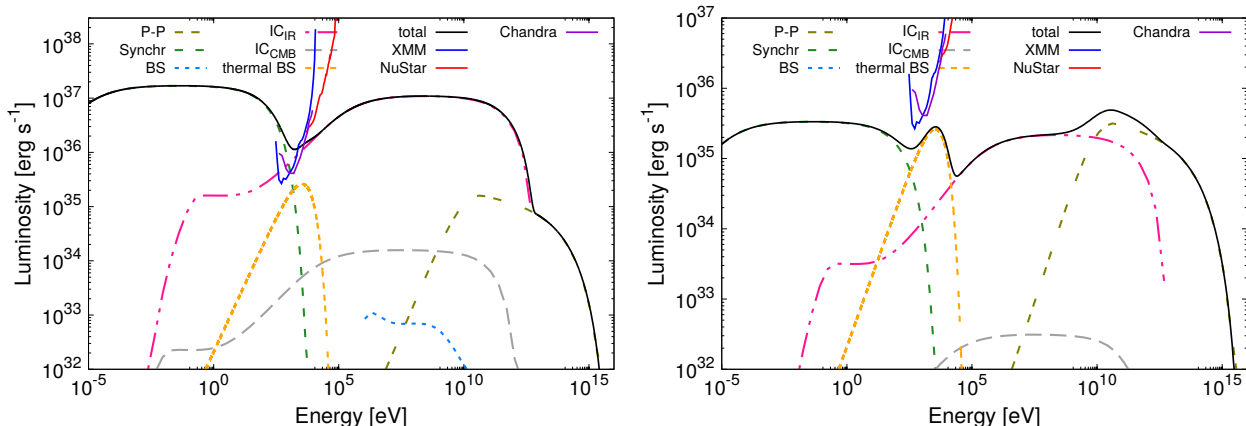 P-P
Synchr
BS
IC_IR
IC_CMB
thermal BS
total
XMM
NuStar
Chandra
10^38
10^37
10^36
10^35
10^34
10^33
10^32
Luminosity [erg s^-1]
10^-5 10^0 10^5 10^10 10^15
Energy [eV]
P-P
Synchr
BS
IC_IR
IC_CMB
thermal BS
total
XMM
NuStar
Chandra
10^37
10^36
10^35
10^34
10^33
10^32
Luminosity [erg s^-1]
10^-5 10^0 10^5 10^10 10^15
Energy [eV]